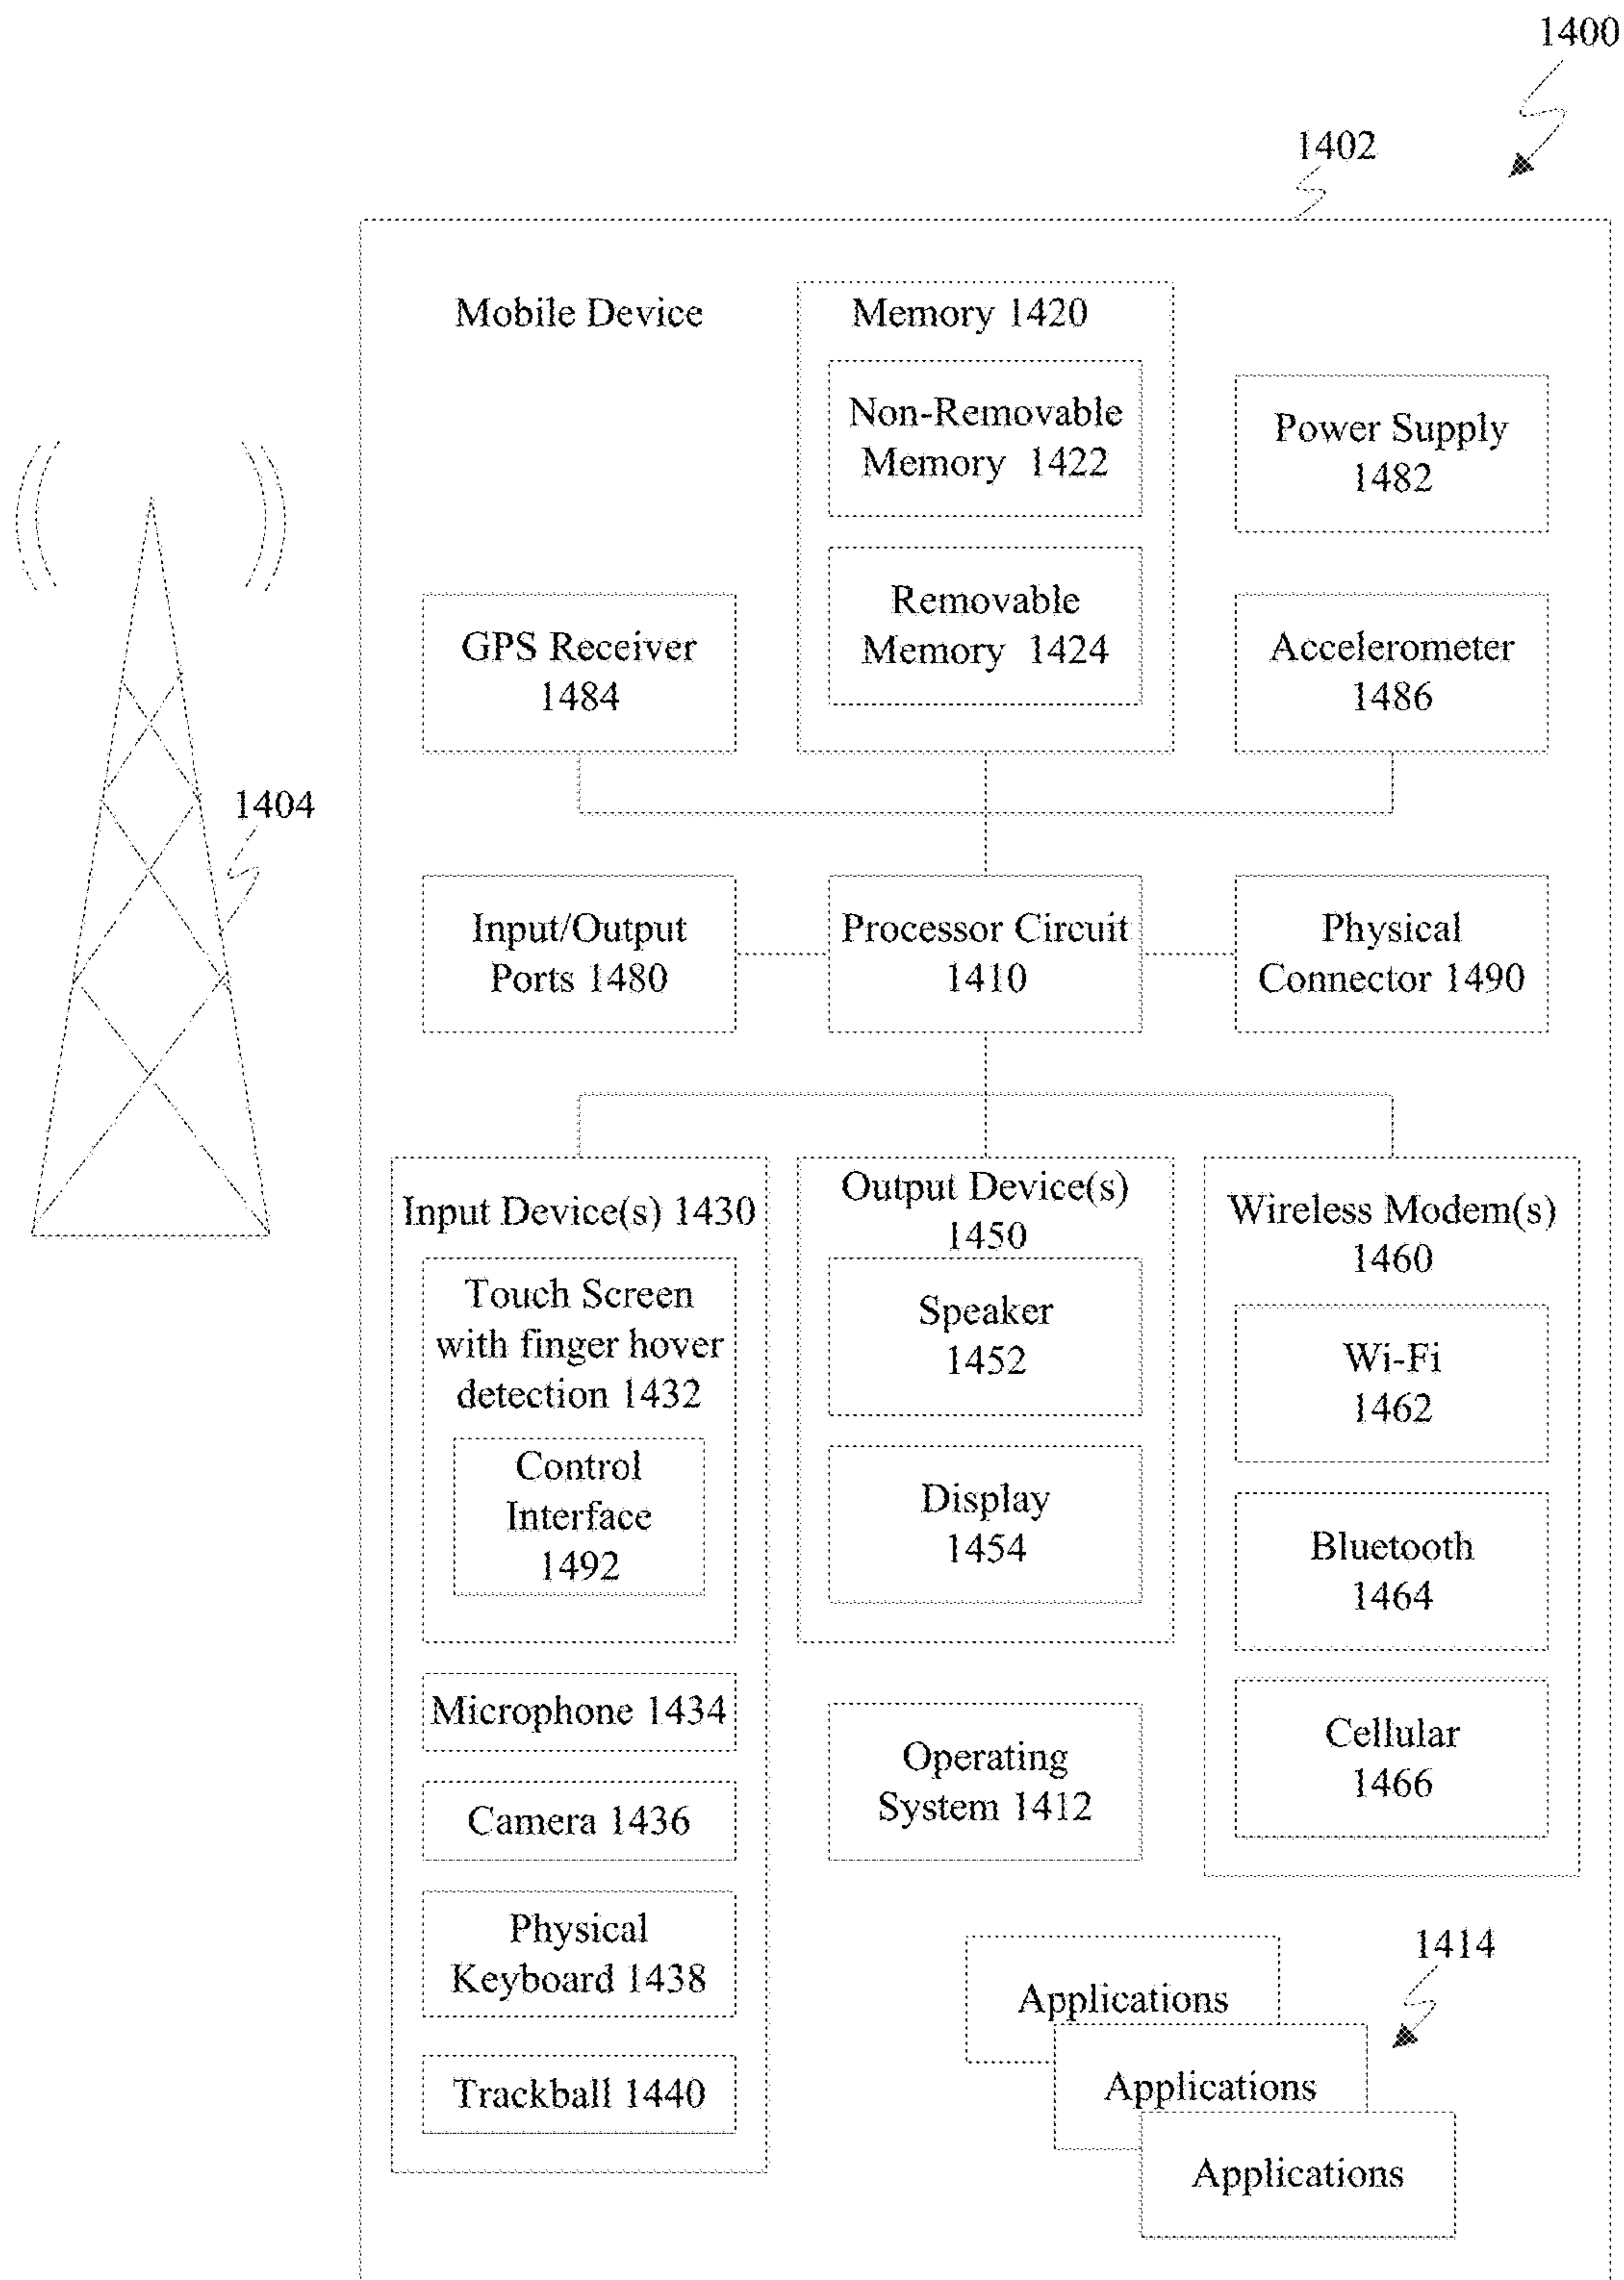 1400
1402
Mobile Device
Memory 1420
Non-Removable
Memory 1422
Power Supply
1482
Removable
Memory 1424
GPS Receiver
1484
Accelerometer
1486
1404
Input/Output
Ports 1480
Processor Circuit
1410
Physical
Connector 1490
Input Device(s) 1430
Touch Screen
with finger hover
detection 1432
Control
Interface
1492
Microphone 1434
Camera 1436
Physical
Keyboard 1438
Trackball 1440
Output Device(s)
1450
Speaker
1452
Display
1454
Operating
System 1412
Wireless Modem(s)
1460
Wi-Fi
1462
Bluetooth
1464
Cellular
1466
1414
Applications
Applications
Applications